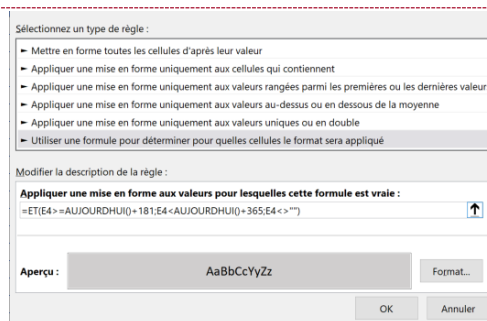 Sélectionnez un type de règle :
► Mettre en forme toutes les cellules d'après leur valeur
► Appliquer une mise en forme uniquement aux cellules qui contiennent
► Appliquer une mise en forme uniquement aux valeurs rangées parmi les premières ou les dernières valeur
► Appliquer une mise en forme uniquement aux valeurs au-dessus ou en dessous de la moyenne
► Appliquer une mise en forme uniquement aux valeurs uniques ou en double
► Utiliser une formule pour déterminer pour quelles cellules le format sera appliqué
Modifier la description de la règle :
Appliquer une mise en forme aux valeurs pour lesquelles cette formule est vraie :
=ET(E4>=AUJOURDHUI()+181;E4<AUJOURDHUI()+365;E4<>"")
Aperçu :
AaBbCcYyZz
Format...
OK
Annuler